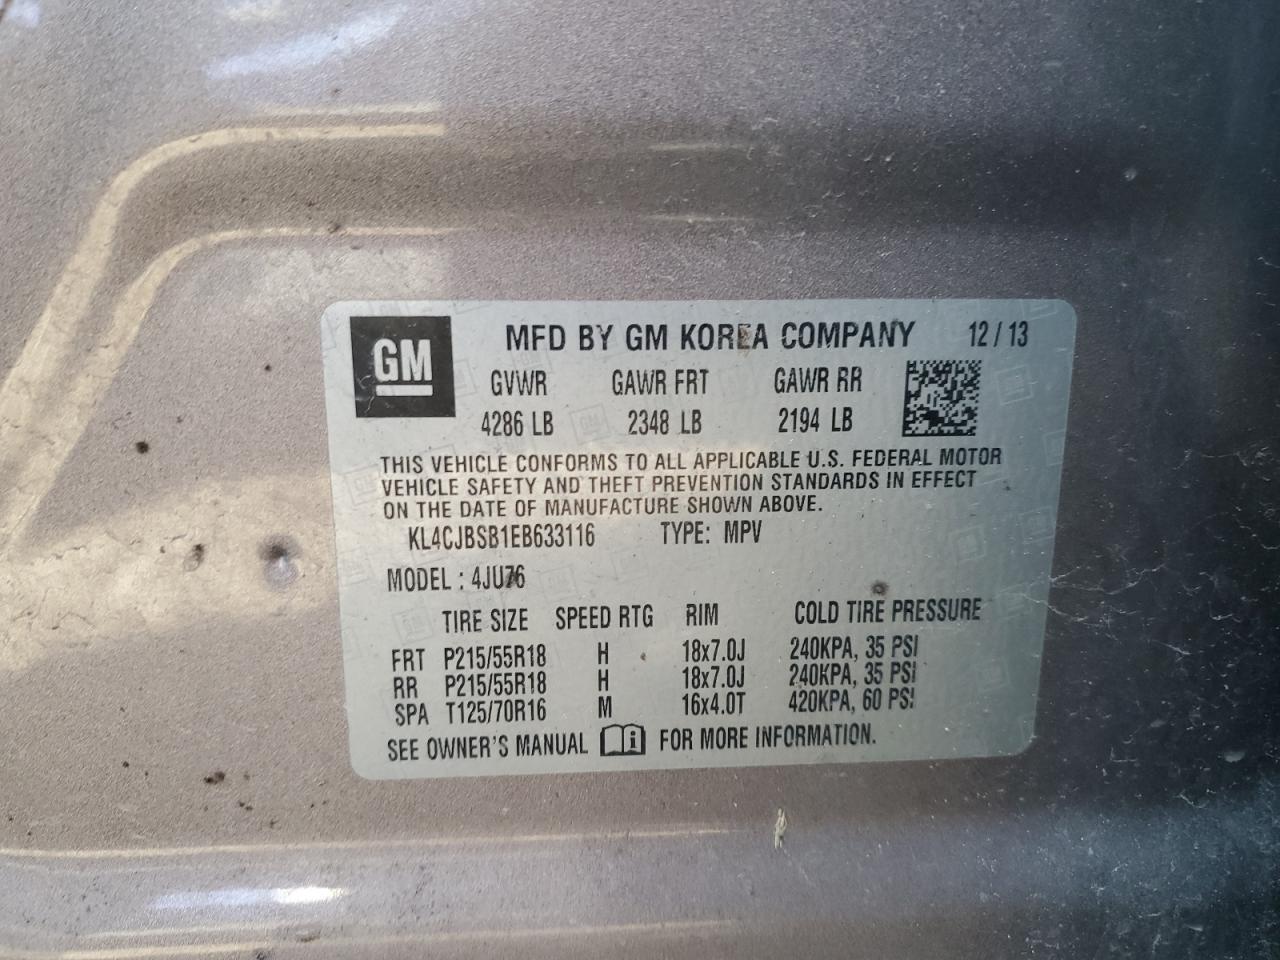 GM MFD BY GM KOREA COMPANY 12 / 13
GVWR GAWR FRT GAWR RR
4286 LB 2348 LB 2194 LB
THIS VEHICLE CONFORMS TO ALL APPLICABLE U.S. FEDERAL MOTOR
VEHICLE SAFETY AND THEFT PREVENTION STANDARDS IN EFFECT
ON THE DATE OF MANUFACTURE SHOWN ABOVE.
KL4CJBSB1EB633116 TYPE: MPV
MODEL : 4JU76
TIRE SIZE SPEED RTG RIM COLD TIRE PRESSURE
FRT P215/55R18 H 18x7.0J 240KPA, 35 PSI
RR P215/55R18 H 18x7.0J 240KPA, 35 PSI
SPA T125/70R16 M 16x4.0T 420KPA, 60 PSI
SEE OWNER'S MANUAL i FOR MORE INFORMATION.